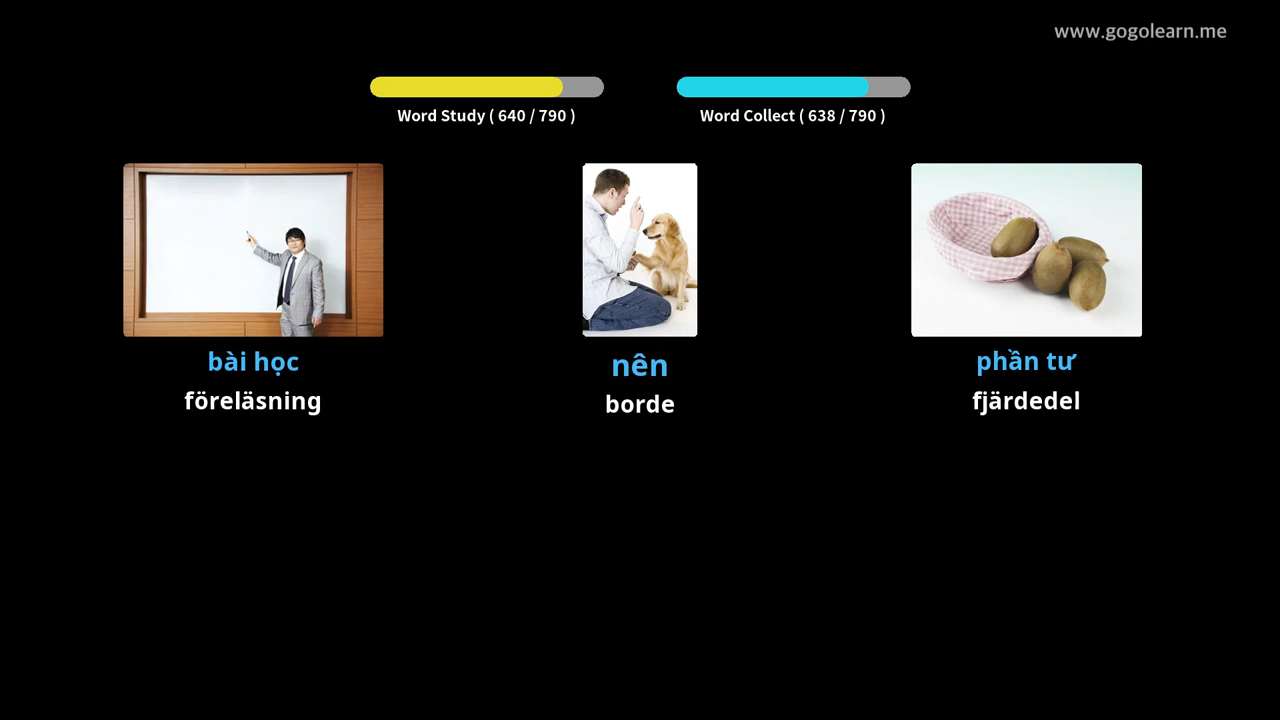 www.gogolearn.me
Word Study ( 640 / 790 )
Word Collect ( 638 / 790 )
bài học
föreläsning
nên
borde
phần tư
fjärdedel